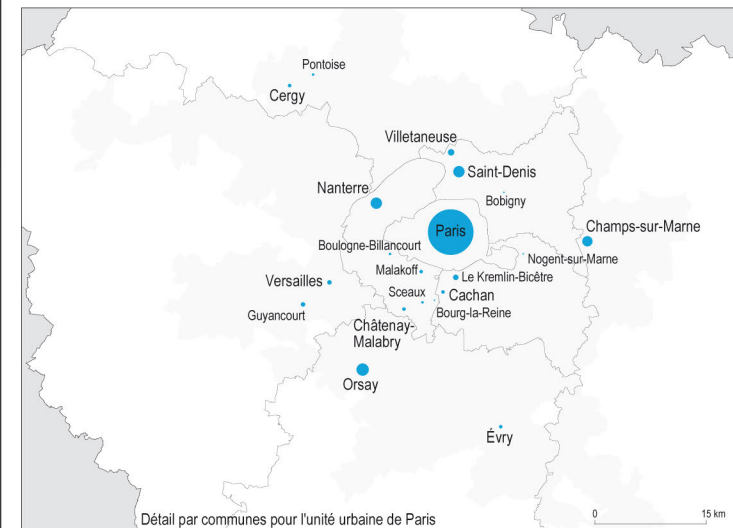 Pontoise
Cergy
Villetaneuse
Saint-Denis
Nanterre
Bobigny
Champs-sur-Marne
Paris
Boulogne-Billancourt
Nogent-sur-Marne
Malakoff
Le Kremlin-Bicêtre
Versailles
Sceaux
Cachan
Guyancourt
Bourg-la-Reine
Châtenay-
Malabry
Orsay
Évry
Détail par communes pour l'unité urbaine de Paris
0 15 km